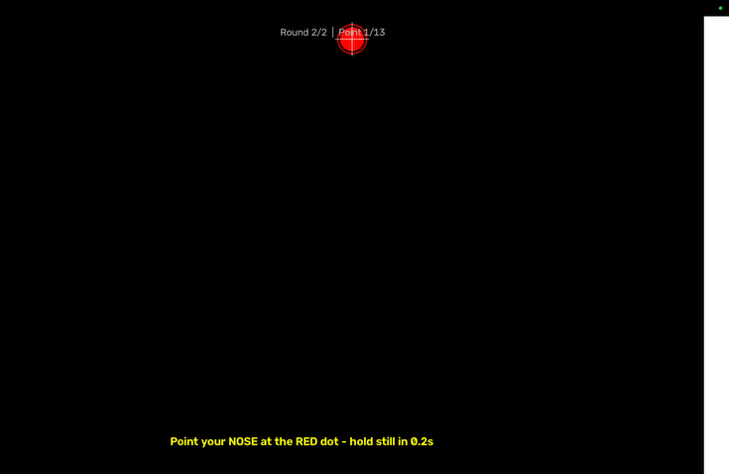 Round 2/2 | Point 1/13
Point your NOSE at the RED dot - hold still in 0.2s